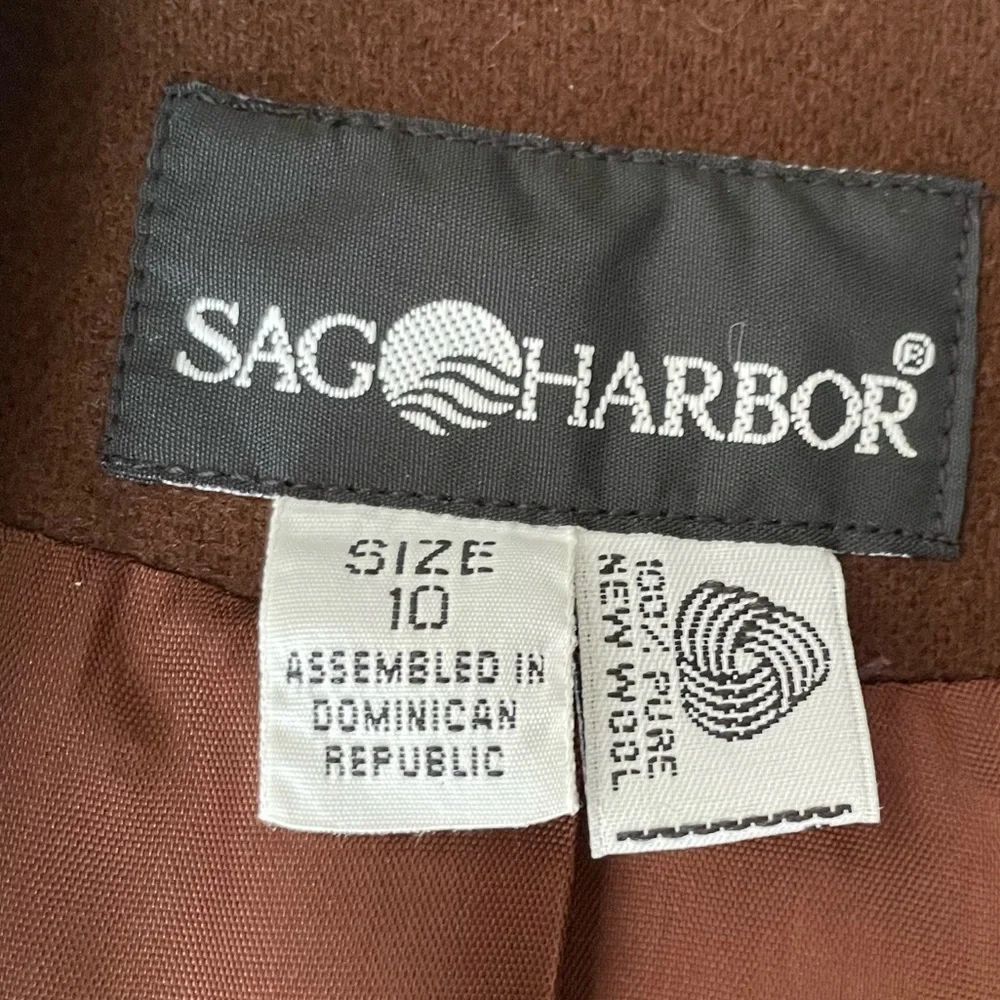 SAG HARBOR®
SIZE
10
ASSEMBLED IN
DOMINICAN
REPUBLIC
100% PURE
NEW WOOL